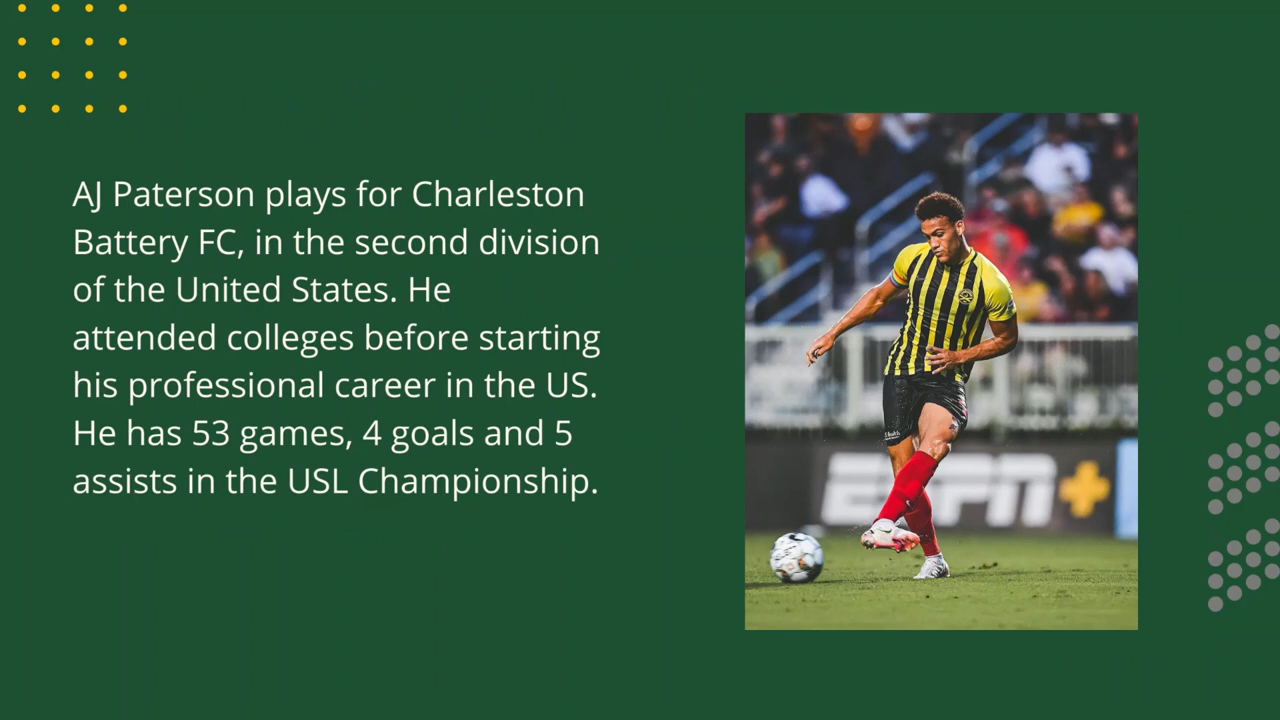 AJ Paterson plays for Charleston
Battery FC, in the second division
of the United States. He
attended colleges before starting
his professional career in the US.
He has 53 games, 4 goals and 5
assists in the USL Championship.
ESPN+